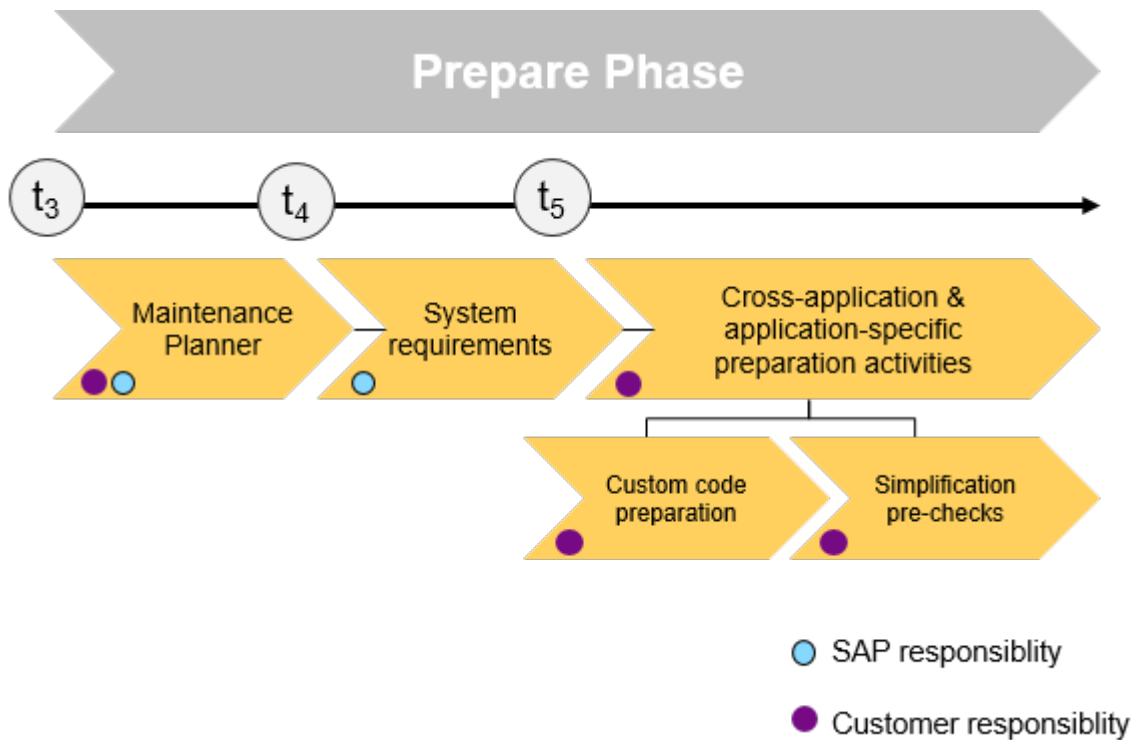 Prepare Phase
t₃
t₄
t₅
Maintenance
Planner
System
requirements
Cross-application &
application-specific
preparation activities
Custom code
preparation
Simplification
pre-checks
SAP responsiblity
Customer responsiblity